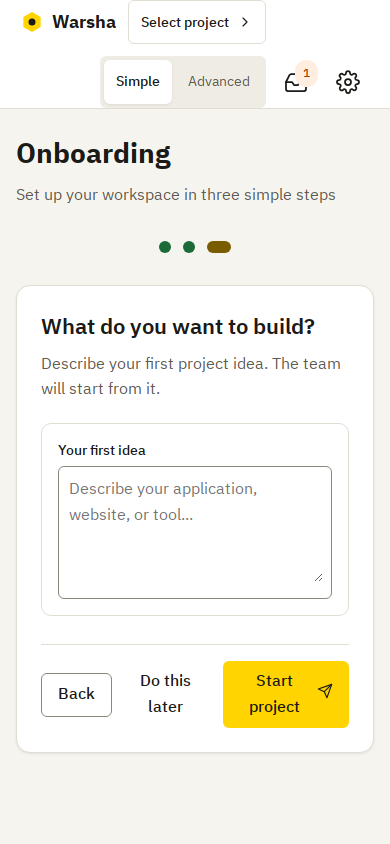 Warsha
Select project
Simple
Advanced
1
Onboarding
Set up your workspace in three simple steps
What do you want to build?
Describe your first project idea. The team
will start from it.
Your first idea
Describe your application,
website, or tool...
Back
Do this
later
Start
project